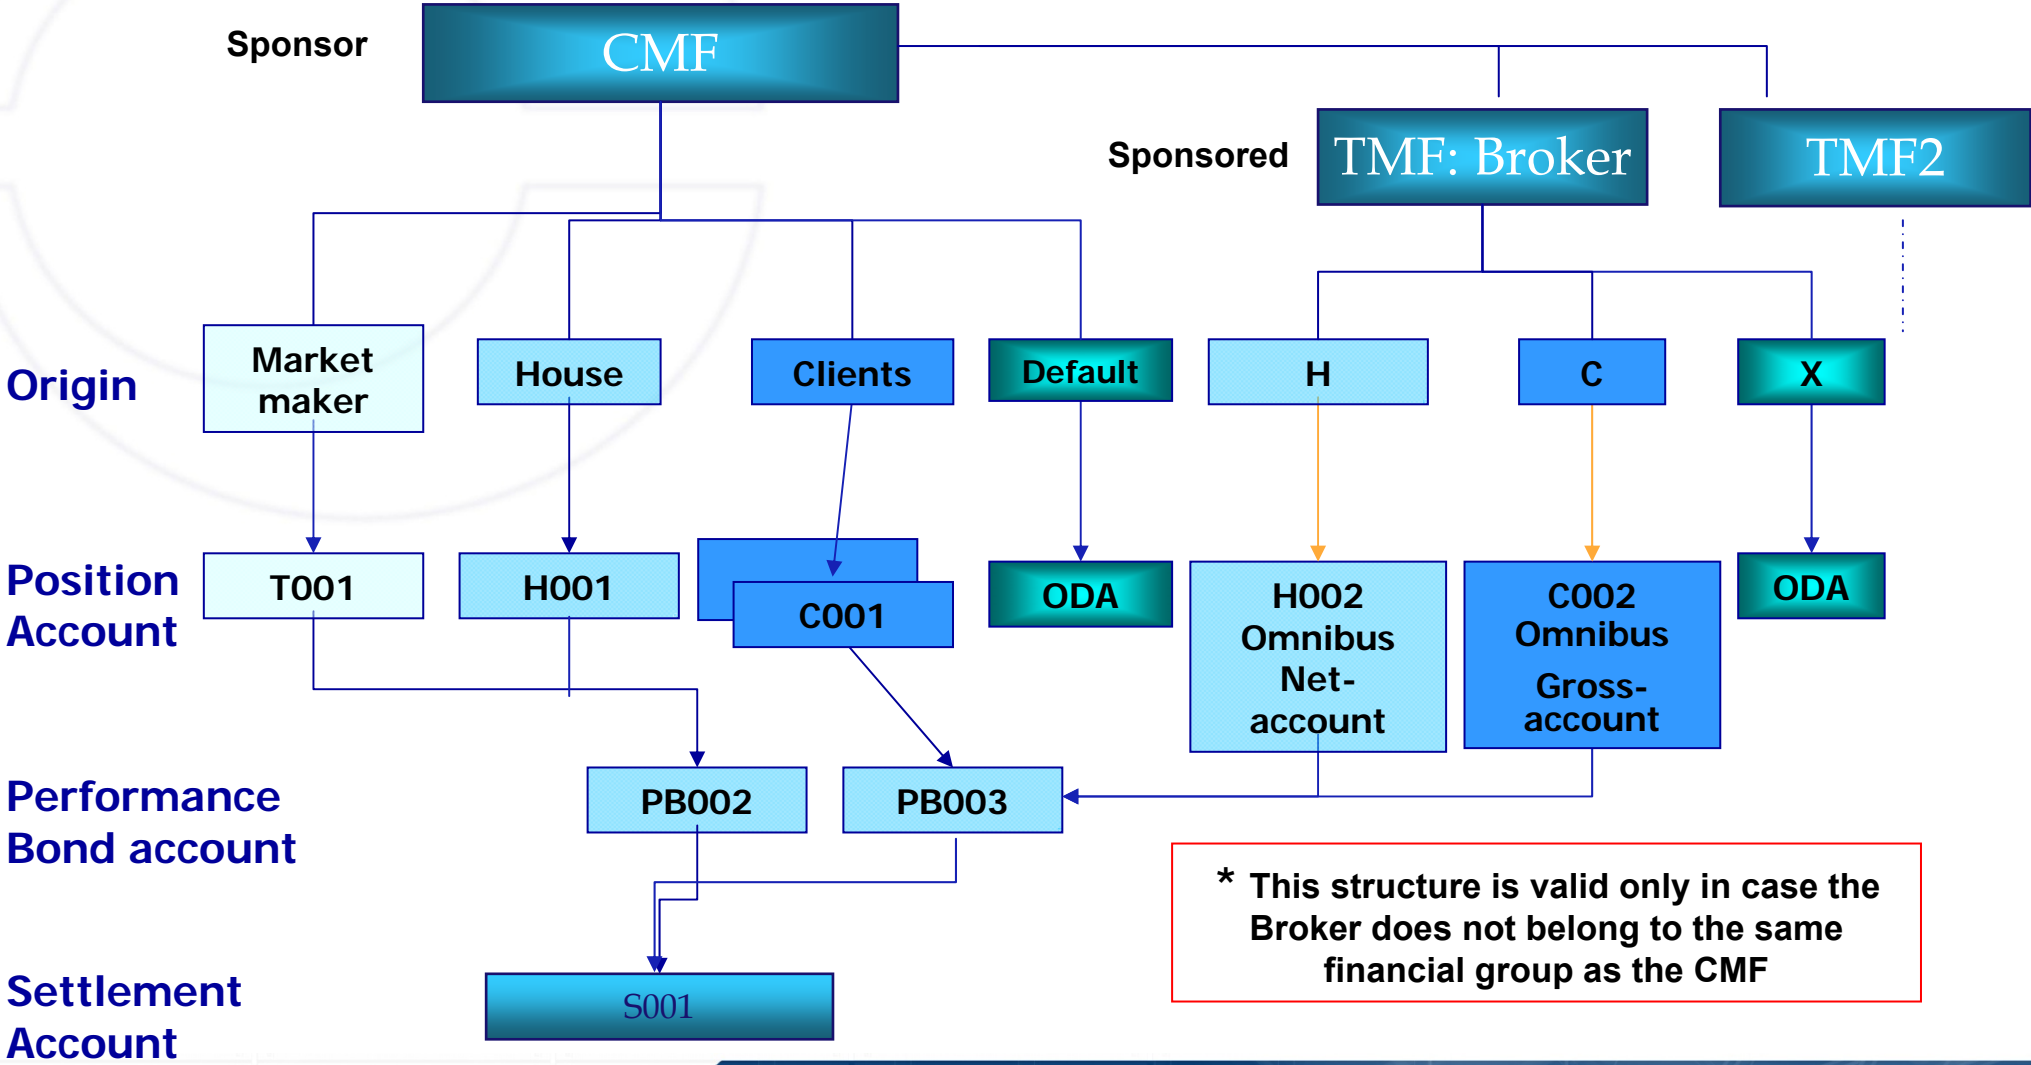 Sponsor
CMF
Sponsored
TMF: Broker
TMF2
Origin
Market
maker
House
Clients
Default
H
C
X
Position
Account
T001
H001
C001
ODA
H002
Omnibus
Net-
account
C002
Omnibus
Gross-
account
ODA
Performance
Bond account
PB002
PB003
* This structure is valid only in case the
Broker does not belong to the same
financial group as the CMF
Settlement
Account
S001